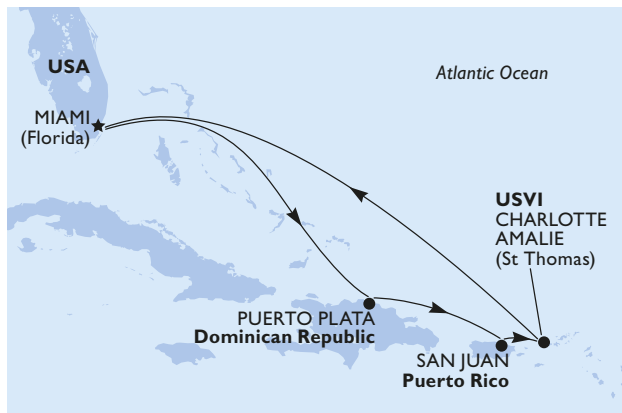 USA
Atlantic Ocean
MIAMI
(Florida)
USVI
CHARLOTTE
AMALIE
(St Thomas)
PUERTO PLATA
Dominican Republic
SAN JUAN
Puerto Rico